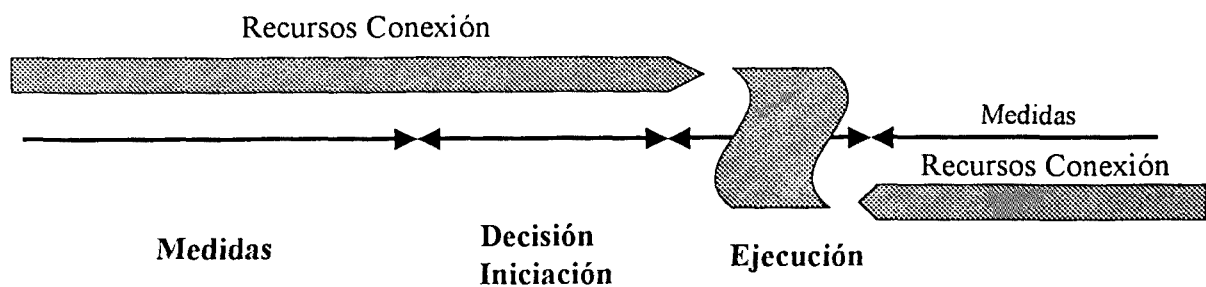 Recursos Conexión
Medidas
Recursos Conexión
Medidas
Decisión
Iniciación
Ejecución